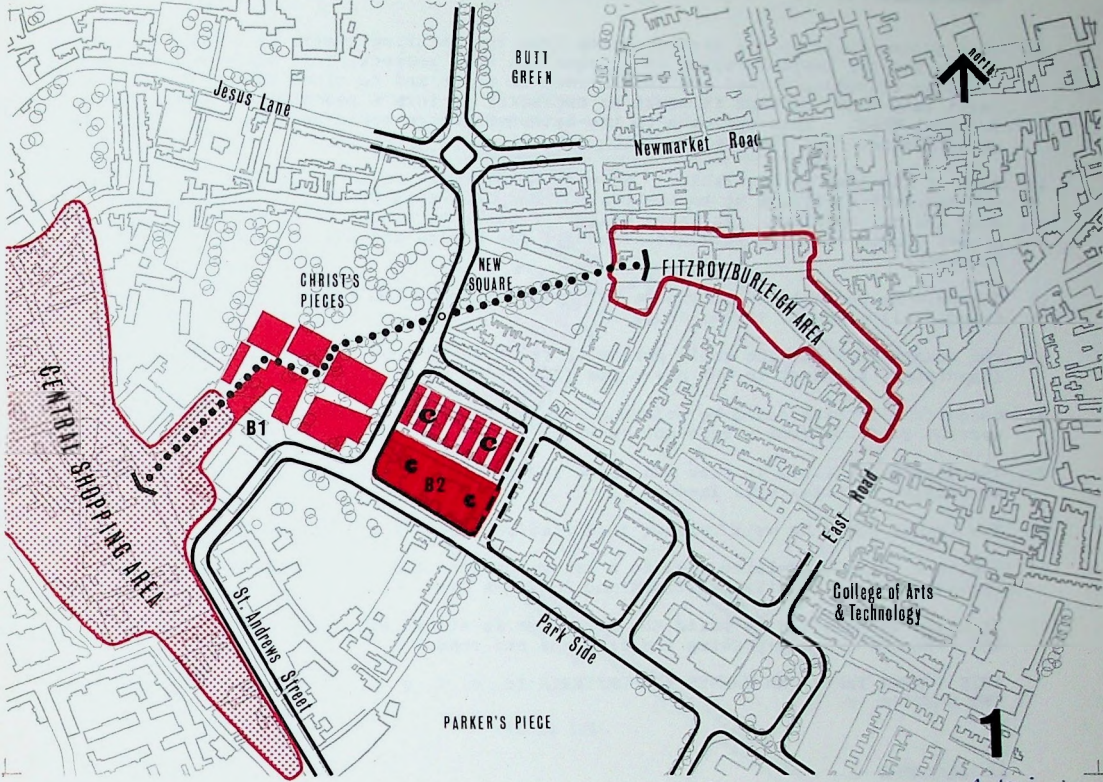 BUTT
GREEN
north
Jesus Lane
Newmarket Road
CHRIST'S
PIECES
NEW
SQUARE
FITZROY/BURLEIGH AREA
CENTRAL SHOPPING AREA
B1
B2
East Road
College of Arts
& Technology
St. Andrews Street
Park Side
PARKER'S PIECE
1